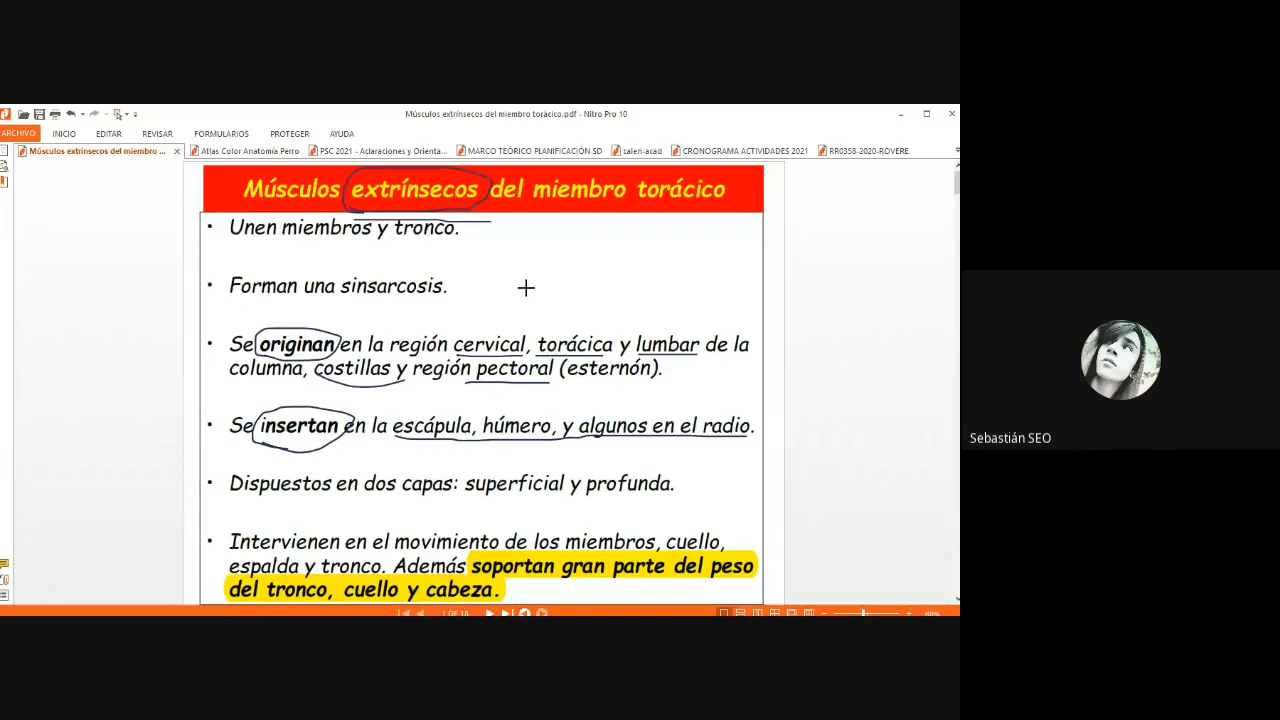 Músculos extrínsecos del miembro torácico.pdf - Nitro Pro 10
ARCHIVO INICIO EDITAR REVISAR FORMULARIOS PROTEGER AYUDA
Músculos extrínsecos del miembro ... × Atlas Color Anatomía Perro PSC 2021 - Aclaraciones y Orienta... MARCO TEÓRICO PLANIFICACIÓN SD calen-acad CRONOGRAMA ACTIVIDADES 2021 RR0358-2020-ROVERE
Músculos extrínsecos del miembro torácico
• Unen miembros y tronco.
• Forman una sinsarcosis.
• Se originan en la región cervical, torácica y lumbar de la
columna, costillas y región pectoral (esternón).
• Se insertan en la escápula, húmero, y algunos en el radio.
• Dispuestos en dos capas: superficial y profunda.
• Intervienen en el movimiento de los miembros, cuello,
espalda y tronco. Además soportan gran parte del peso
del tronco, cuello y cabeza.
1 DE 18
Sebastián SEO